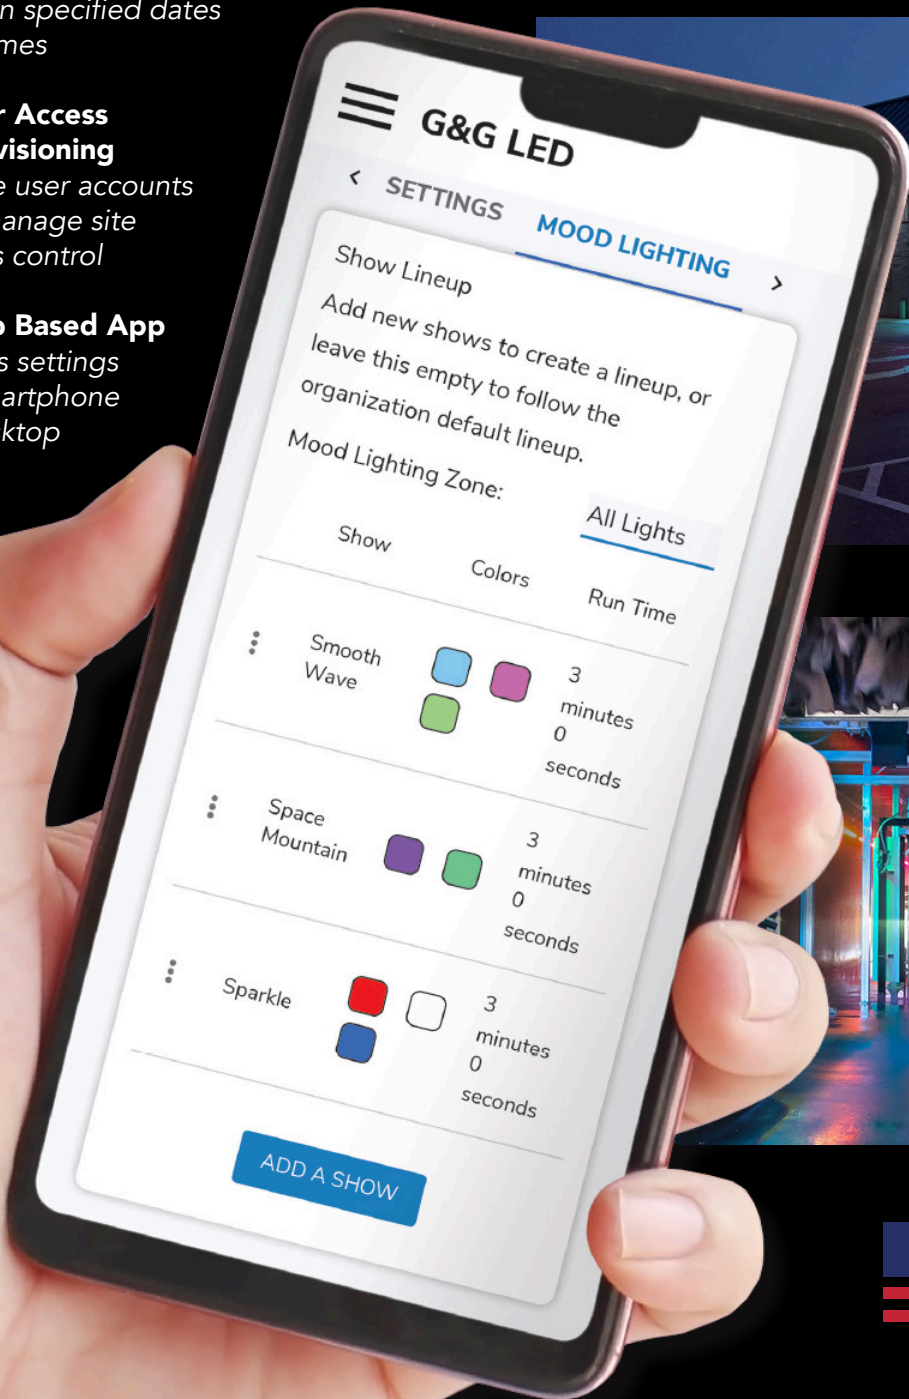 n specified dates
mes
r Access
visioning
e user accounts
anage site
s control
o Based App
s settings
artphone
sktop
G&G LED
< SETTINGS MOOD LIGHTING >
Show Lineup
Add new shows to create a lineup, or
leave this empty to follow the
organization default lineup.
Mood Lighting Zone:
All Lights
Show Colors Run Time
Smooth
Wave
3
minutes
0
seconds
Space
Mountain
3
minutes
0
seconds
Sparkle
3
minutes
0
seconds
ADD A SHOW